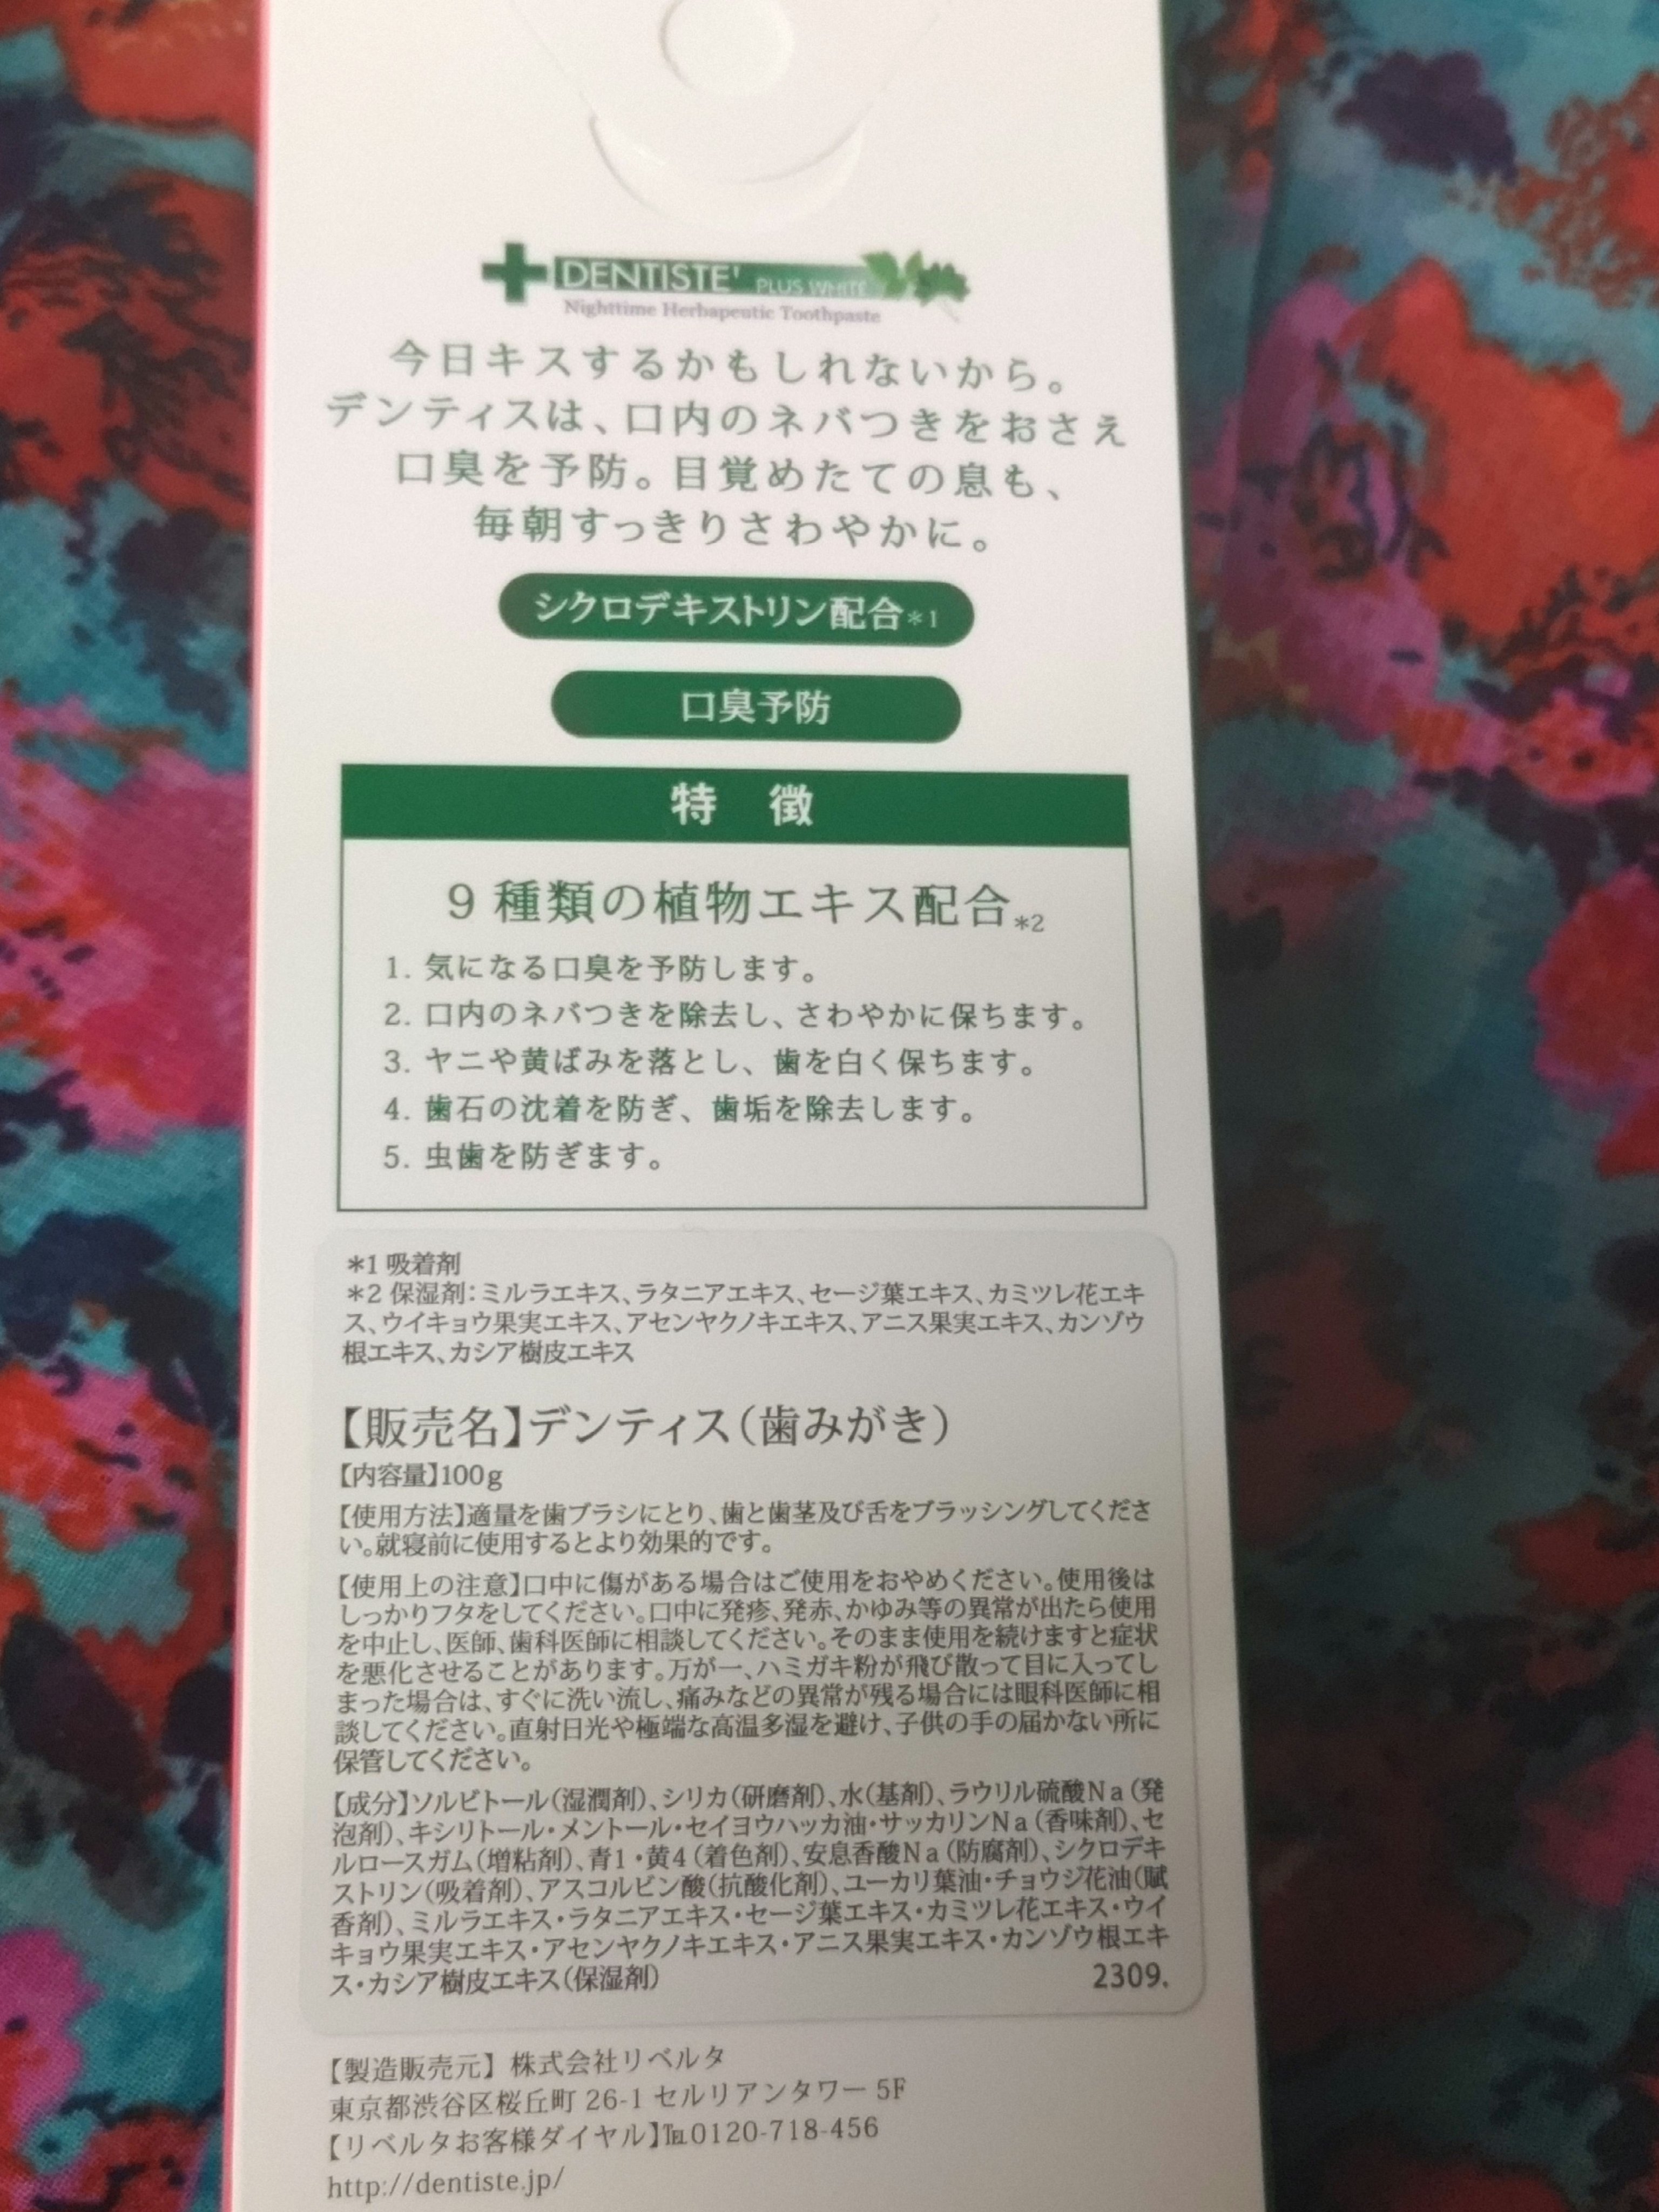 DENTISTE' PLUS WHITE
Nighttime Herbapeutic Toothpaste
今日キスするかもしれないから。
デンティスは、口内のネバつきをおさえ
口臭を予防。目覚めたての息も、
毎朝すっきりさわやかに。
シクロデキストリン配合*1
口臭予防
特 徴
9種類の植物エキス配合*2
1. 気になる口臭を予防します。
2. 口内のネバつきを除去し、さわやかに保ちます。
3. ヤニや黄ばみを落とし、歯を白く保ちます。
4. 歯石の沈着を防ぎ、歯垢を除去します。
5. 虫歯を防ぎます。
*1 吸着剤
*2 保湿剤：ミルラエキス、ラタニアエキス、セージ葉エキス、カミツレ花エキ
ス、ウイキョウ果実エキス、アセンヤクノキエキス、アニス果実エキス、カンゾウ
根エキス、カシア樹皮エキス
【販売名】デンティス（歯みがき）
【内容量】100g
【使用方法】適量を歯ブラシにとり、歯と歯茎及び舌をブラッシングしてくださ
い。就寝前に使用するとより効果的です。
【使用上の注意】口中に傷がある場合はご使用をおやめください。使用後は
しっかりフタをしてください。口中に発疹、発赤、かゆみ等の異常が出たら使用
を中止し、医師、歯科医師に相談してください。そのまま使用を続けますと症状
を悪化させることがあります。万が一、ハミガキ粉が飛び散って目に入ってし
まった場合は、すぐに洗い流し、痛みなどの異常が残る場合には眼科医師に相
談してください。直射日光や極端な高温多湿を避け、子供の手の届かない所に
保管してください。
【成分】ソルビトール（湿潤剤）、シリカ（研磨剤）、水（基剤）、ラウリル硫酸Na（発
泡剤）、キシリトール・メントール・セイヨウハッカ油・サッカリンNa（香味剤）、セ
ルロースガム（増粘剤）、青1・黄4（着色剤）、安息香酸Na（防腐剤）、シクロデキ
ストリン（吸着剤）、アスコルビン酸（抗酸化剤）、ユーカリ葉油・チョウジ花油（賦
香剤）、ミルラエキス・ラタニアエキス・セージ葉エキス・カミツレ花エキス・ウイ
キョウ果実エキス・アセンヤクノキエキス・アニス果実エキス・カンゾウ根エキ
ス・カシア樹皮エキス（保湿剤） 2309.
【製造販売元】株式会社リベルタ
東京都渋谷区桜丘町 26-1 セルリアンタワー 5F
【リベルタお客様ダイヤル】℡0120-718-456
http://dentiste.jp/